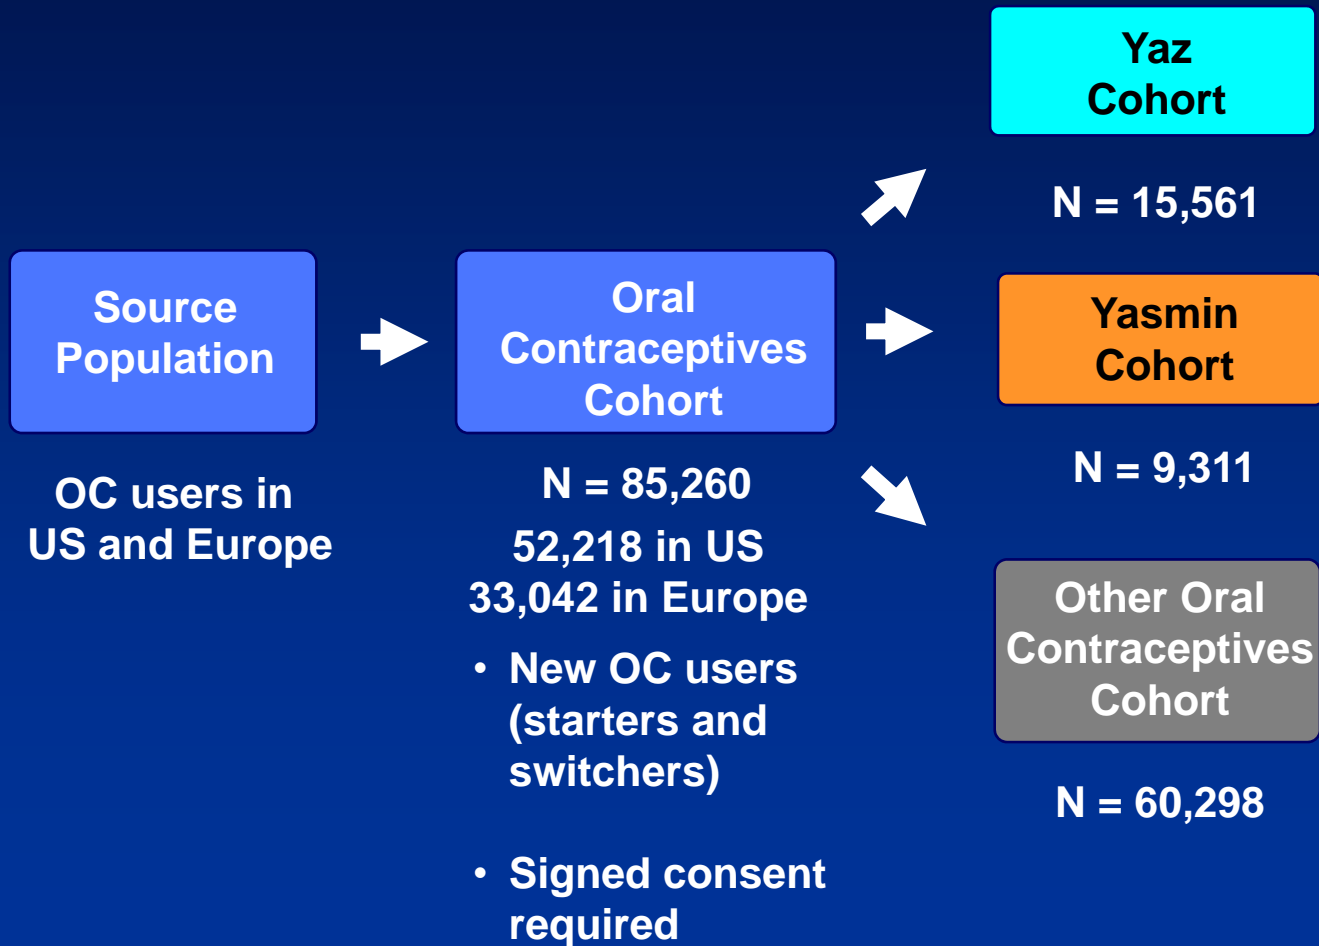 Source
Population
OC users in
US and Europe
Oral
Contraceptives
Cohort
N = 85,260
52,218 in US
33,042 in Europe
• New OC users
(starters and
switchers)
• Signed consent
required
Yaz
Cohort
N = 15,561
Yasmin
Cohort
N = 9,311
Other Oral
Contraceptives
Cohort
N = 60,298